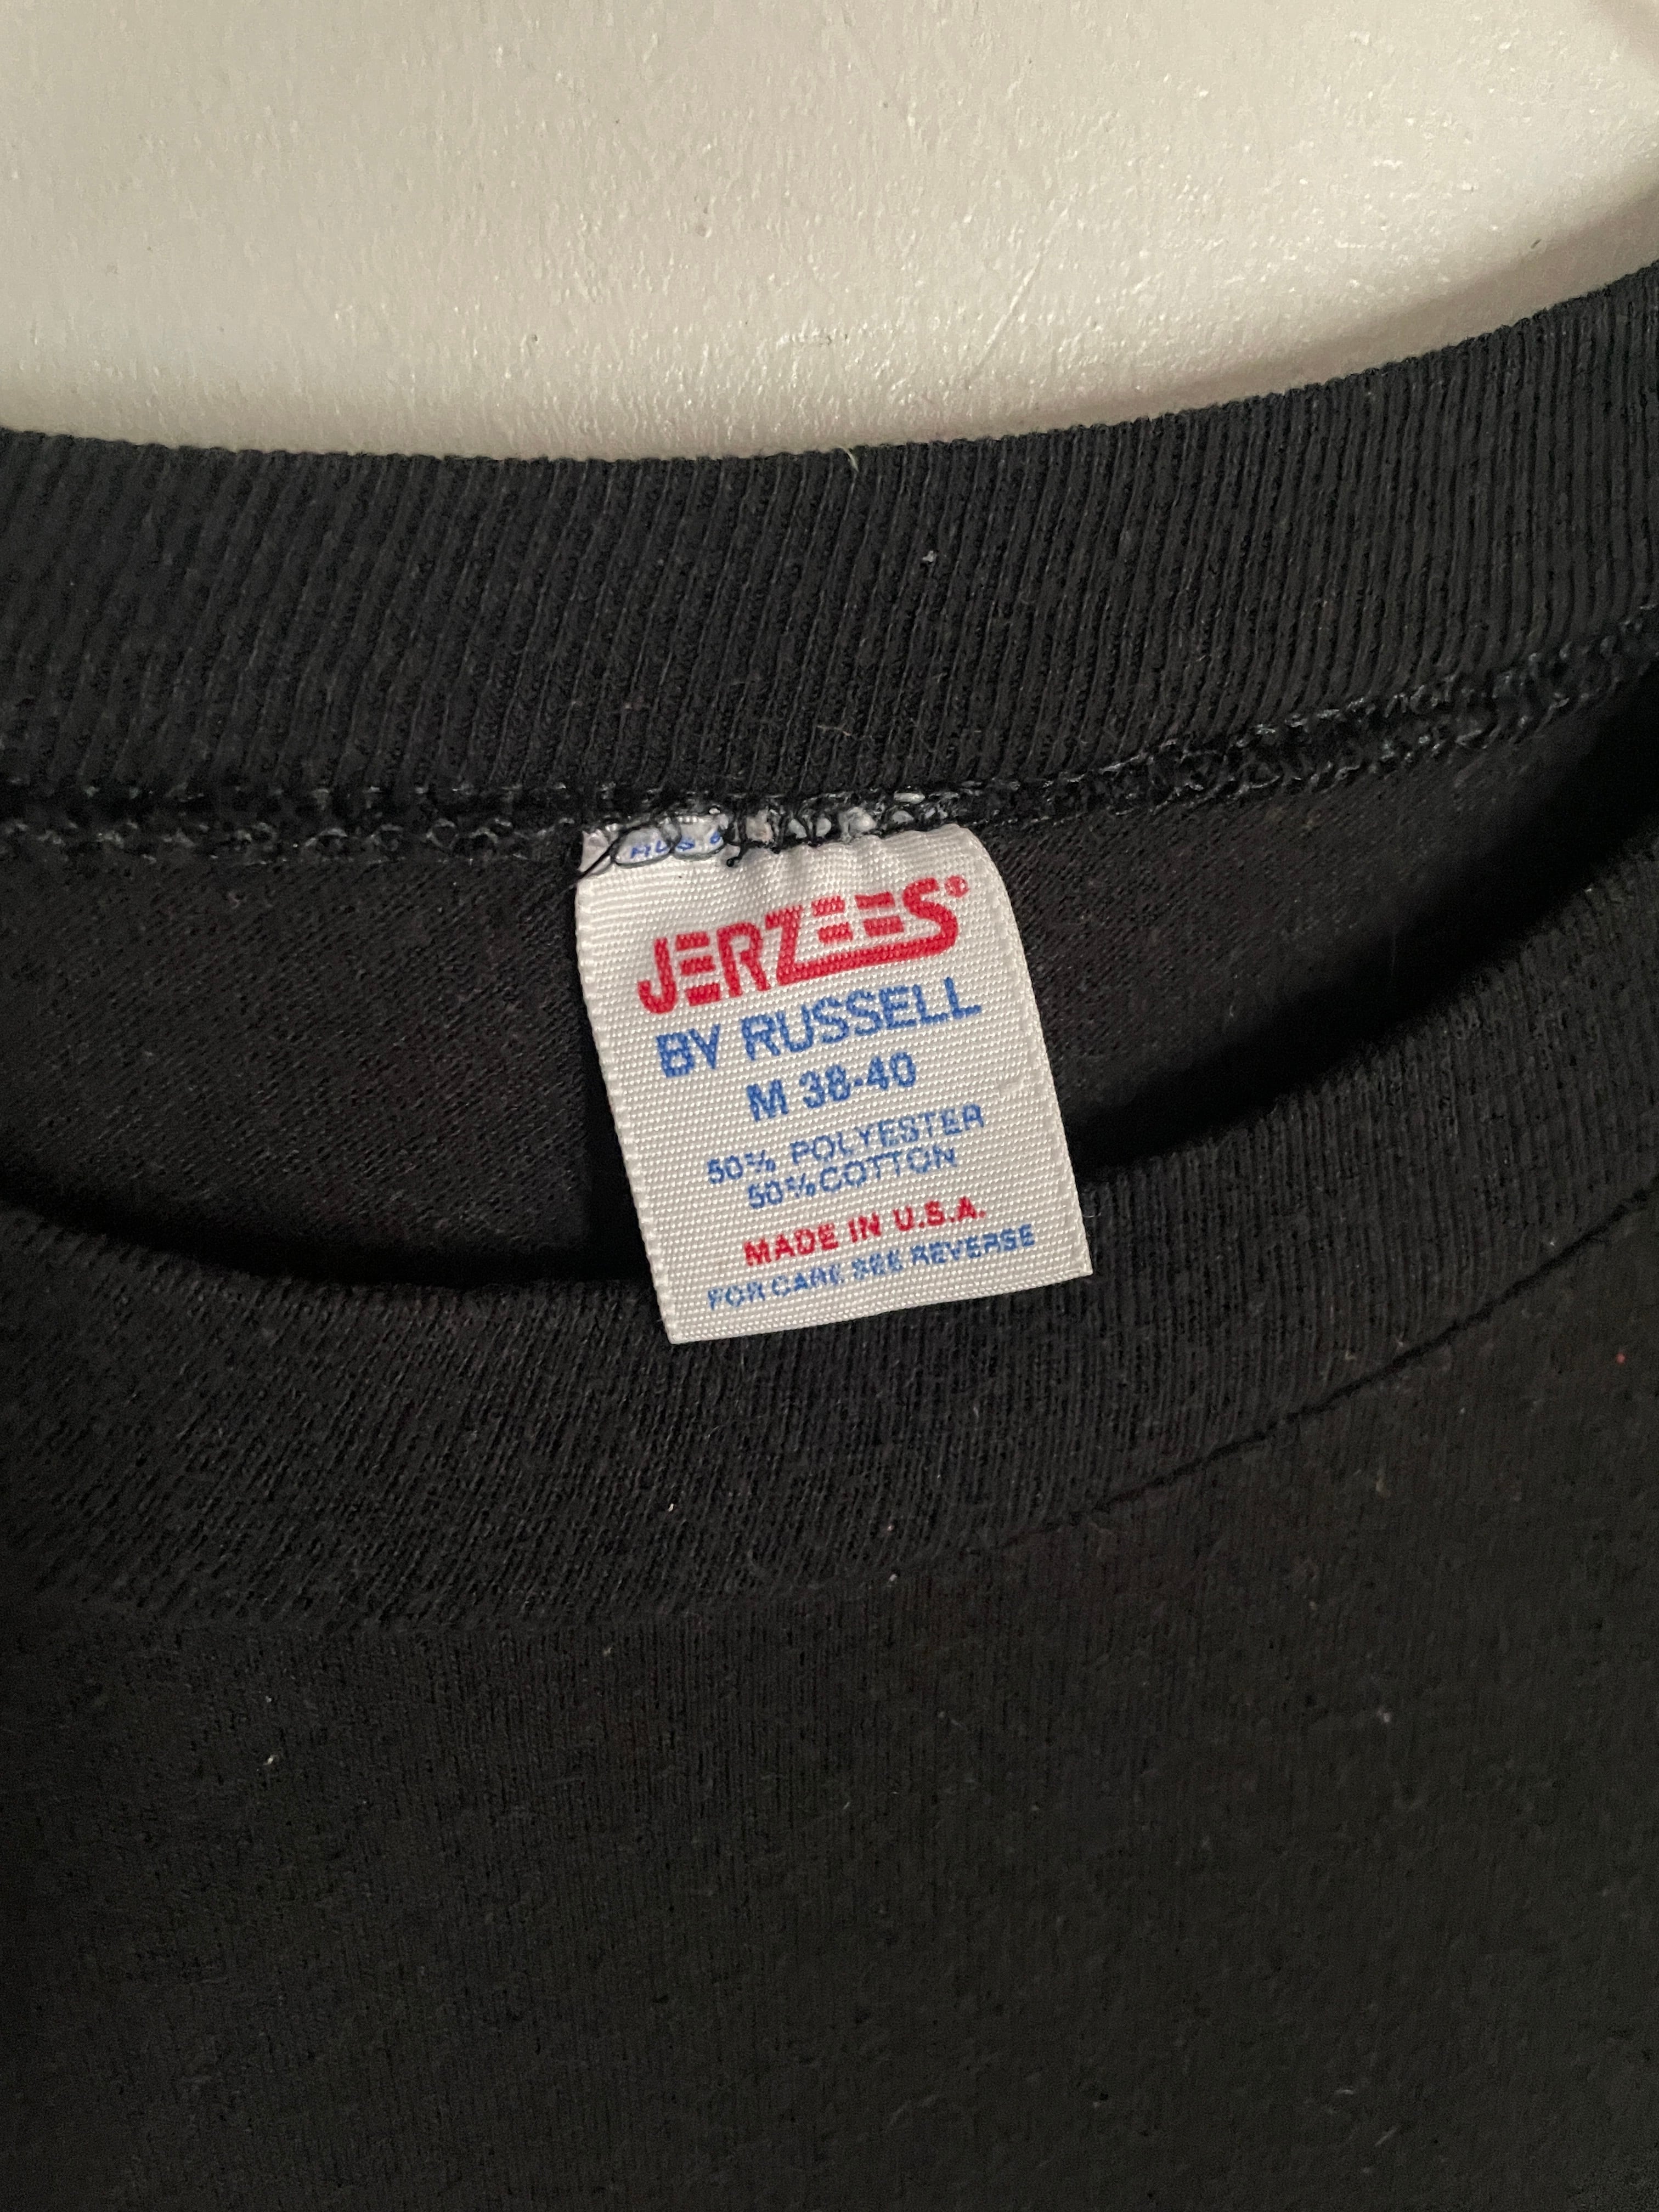 JERZEES®
BY RUSSELL
M 38-40
50% POLYESTER
50% COTTON
MADE IN U.S.A.
FOR CARE SEE REVERSE